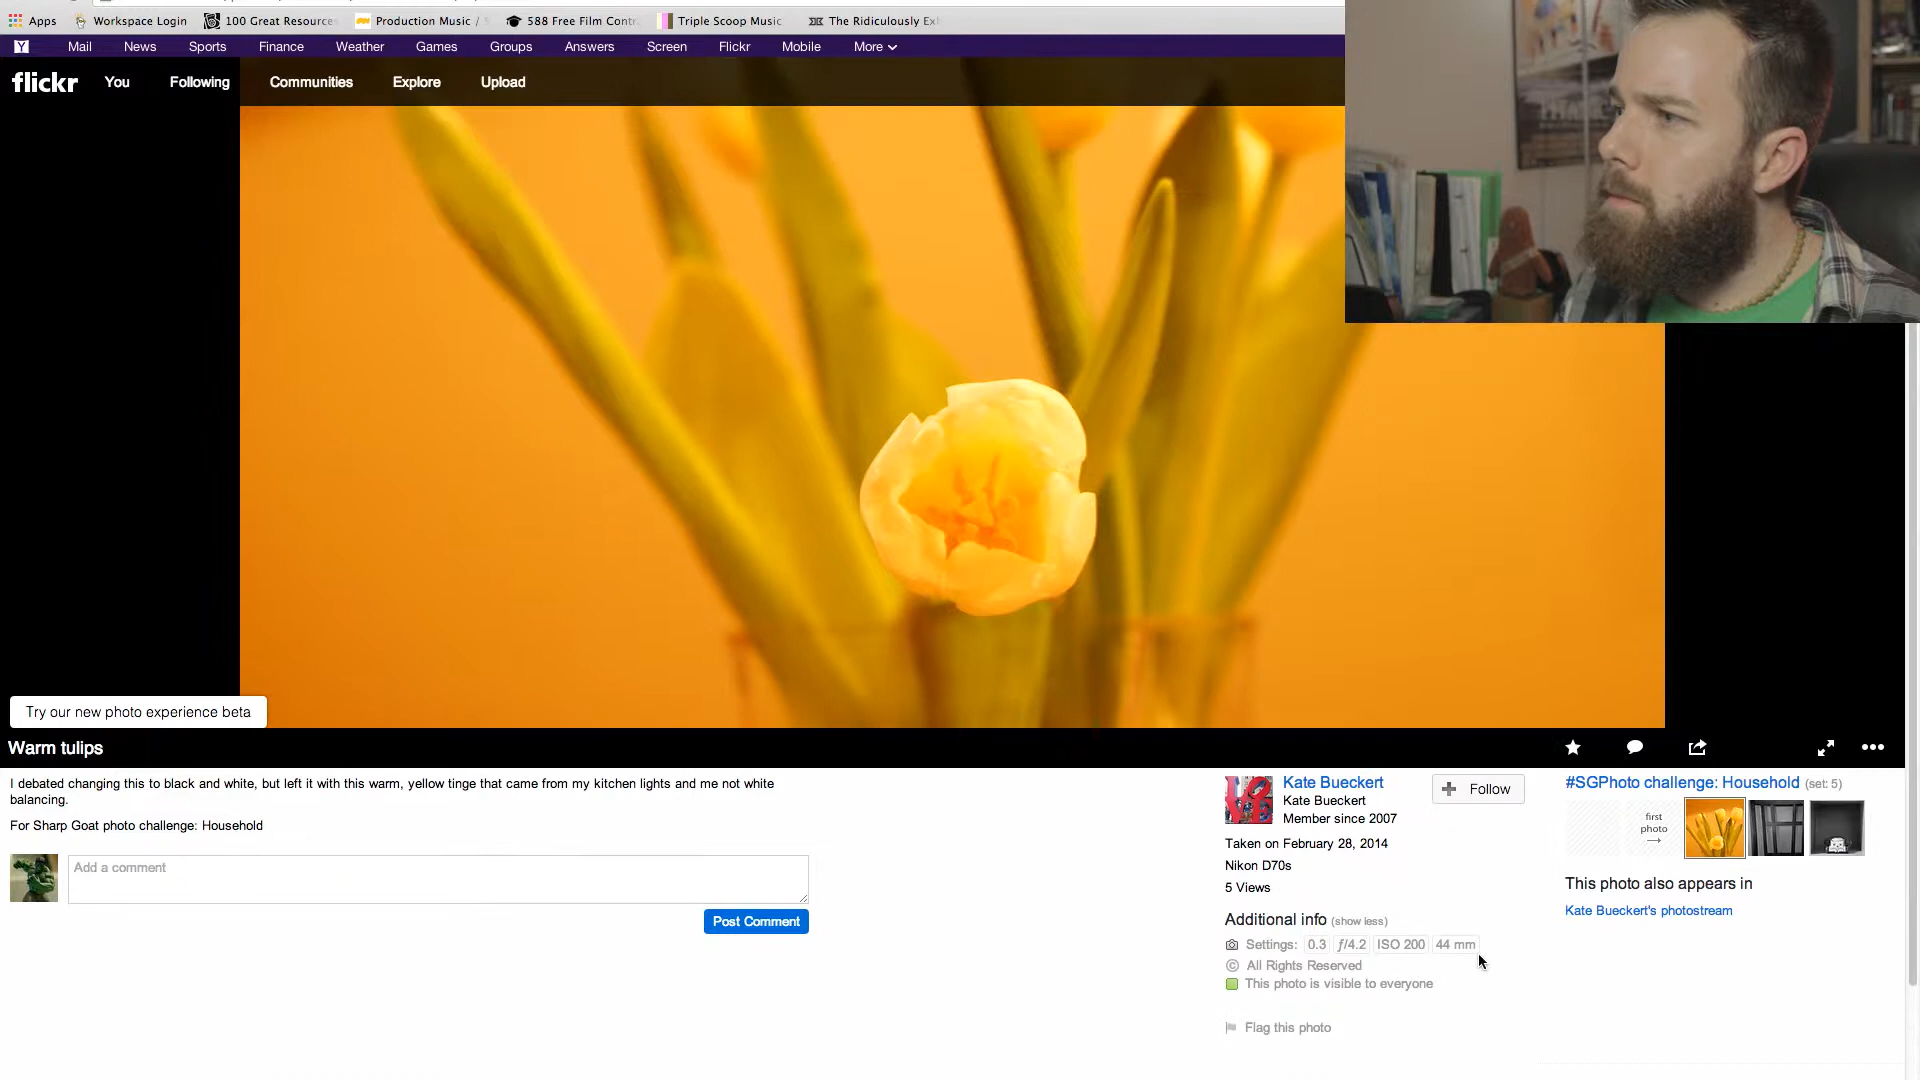 Apps Workspace Login 100 Great Resource Production Music / 588 Free Film Contr Triple Scoop Music The Ridiculously Ex
Y Mail News Sports Finance Weather Games Groups Answers Screen Flickr Mobile More
flickr You Following Communities Explore Upload
Try our new photo experience beta
Warm tulips
I debated changing this to black and white, but left it with this warm, yellow tinge that came from my kitchen lights and me not white
balancing.
For Sharp Goat photo challenge: Household
Add a comment
Post Comment
Kate Bueckert
Kate Bueckert
Member since 2007
Follow
Taken on February 28, 2014
Nikon D70s
5 Views
Additional info (show less)
Settings: 0.3 ƒ/4.2 ISO 200 44 mm
© All Rights Reserved
This photo is visible to everyone
Flag this photo
#SGPhoto challenge: Household (set: 5)
first
photo
→
This photo also appears in
Kate Bueckert's photostream